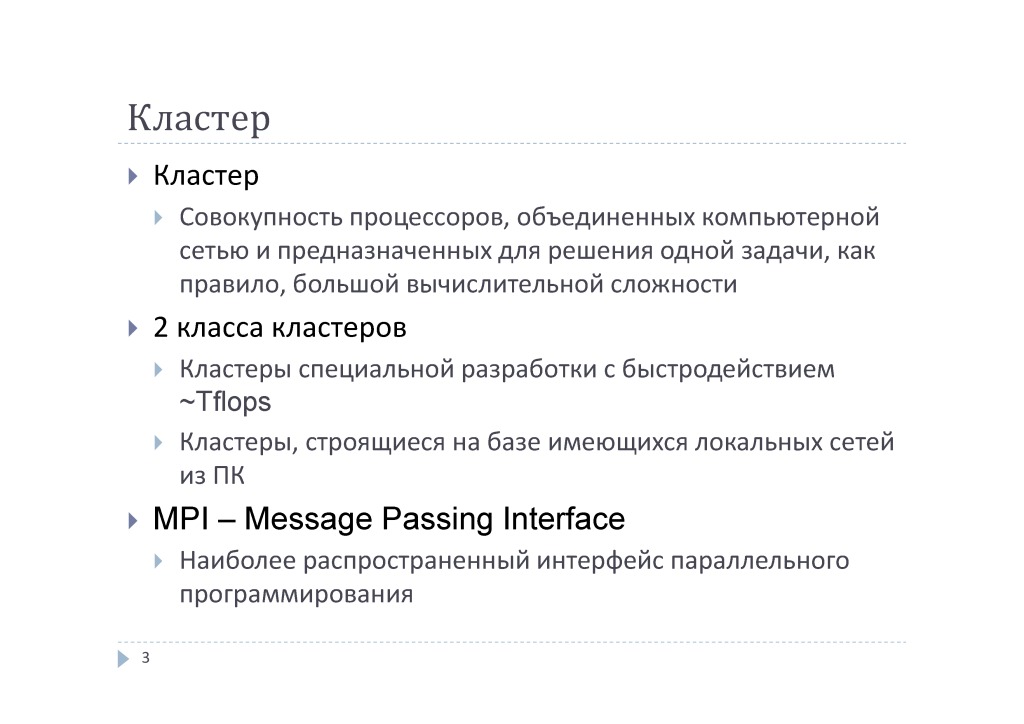 Кластер
Кластер
Совокупность процессоров, объединенных компьютерной
сетью и предназначенных для решения одной задачи, как
правило, большой вычислительной сложности
2 класса кластеров
Кластеры специальной разработки с быстродействием
~Tflops
Кластеры, строящиеся на базе имеющихся локальных сетей
из ПК
MPI – Message Passing Interface
Наиболее распространенный интерфейс параллельного
программирования
3